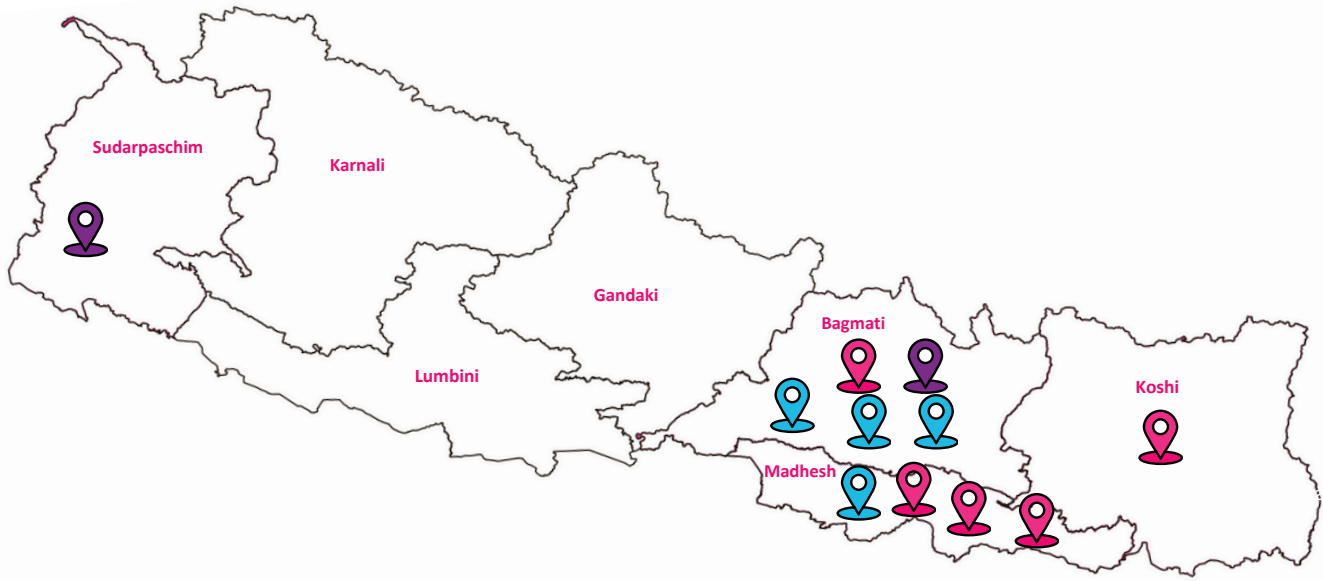 Sudarpaschim
Karnali
Gandaki
Bagmati
Lumbini
Koshi
Madhesh